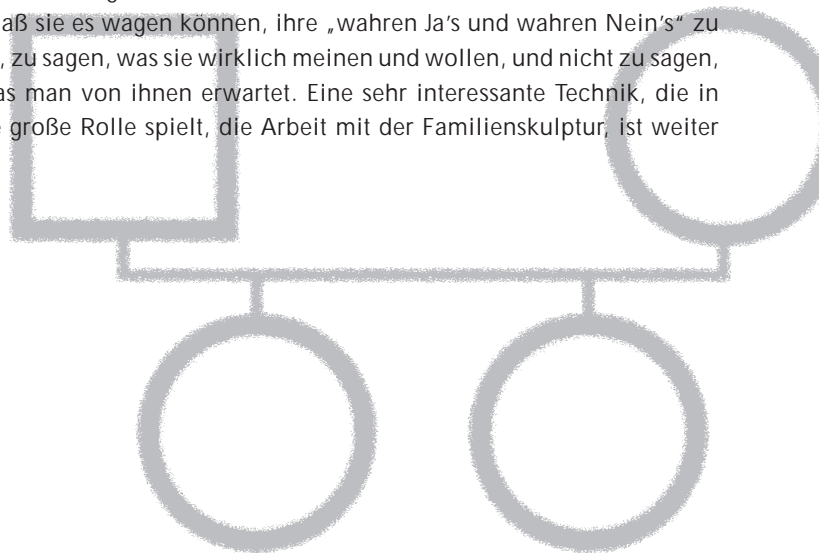 aß sie es wagen können, ihre „wahren Ja's und wahren Nein's“ zu
, zu sagen, was sie wirklich meinen und wollen, und nicht zu sagen,
as man von ihnen erwartet. Eine sehr interessante Technik, die in
e große Rolle spielt, die Arbeit mit der Familienskulptur, ist weiter